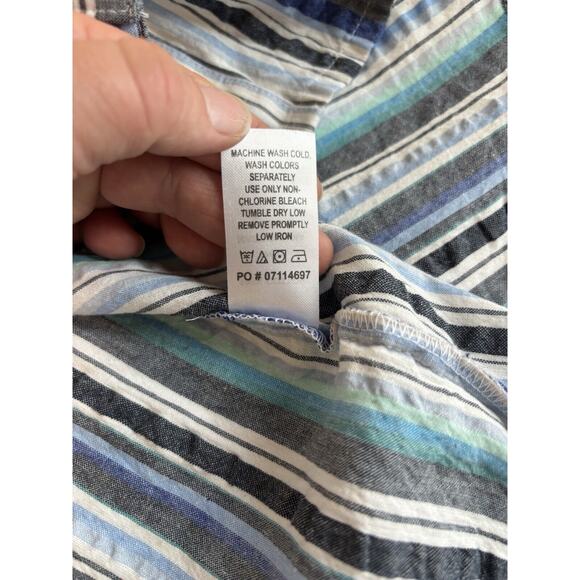 MACHINE WASH COLD,
WASH COLORS
SEPARATELY
USE ONLY NON-
CHLORINE BLEACH
TUMBLE DRY LOW
REMOVE PROMPTLY
LOW IRON
PO # 07114697